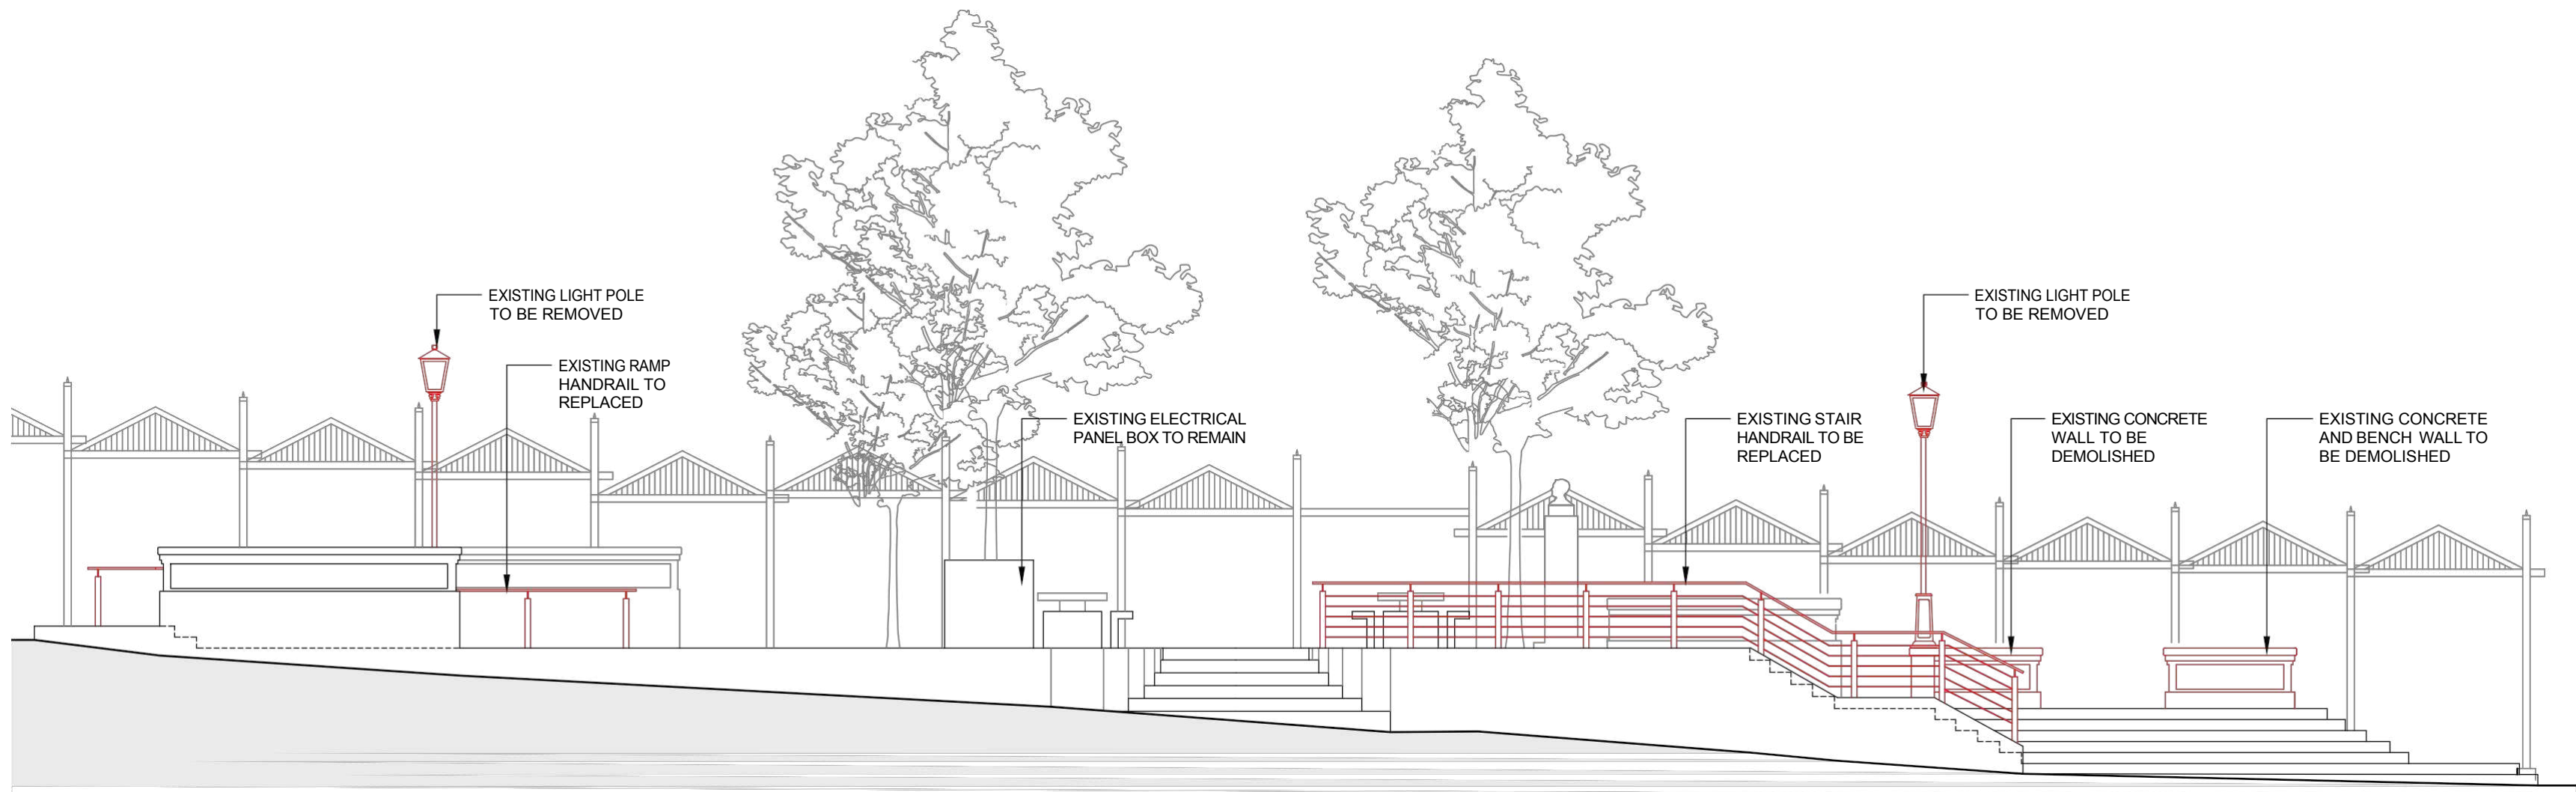 EXISTING LIGHT POLE
TO BE REMOVED
EXISTING RAMP
HANDRAIL TO
REPLACED
EXISTING ELECTRICAL
PANEL BOX TO REMAIN
EXISTING STAIR
HANDRAIL TO BE
REPLACED
EXISTING LIGHT POLE
TO BE REMOVED
EXISTING CONCRETE
WALL TO BE
DEMOLISHED
EXISTING CONCRETE
AND BENCH WALL TO
BE DEMOLISHED